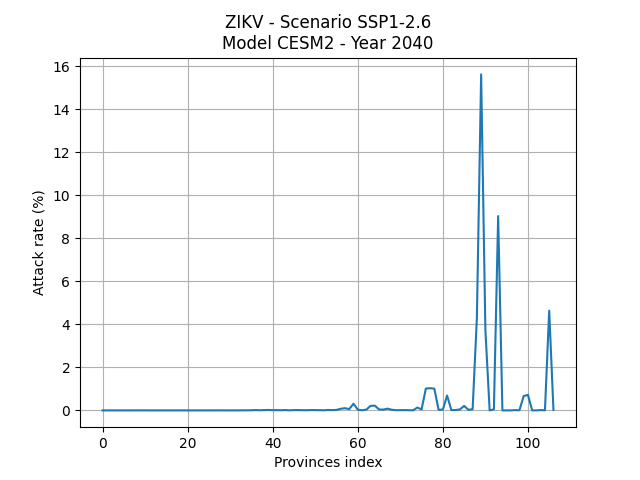 ZIKV - Scenario SSP1-2.6
Model CESM2 - Year 2040
16
14
12
10
8
6
4
2
0
Attack rate (%)
0 20 40 60 80 100
Provinces index